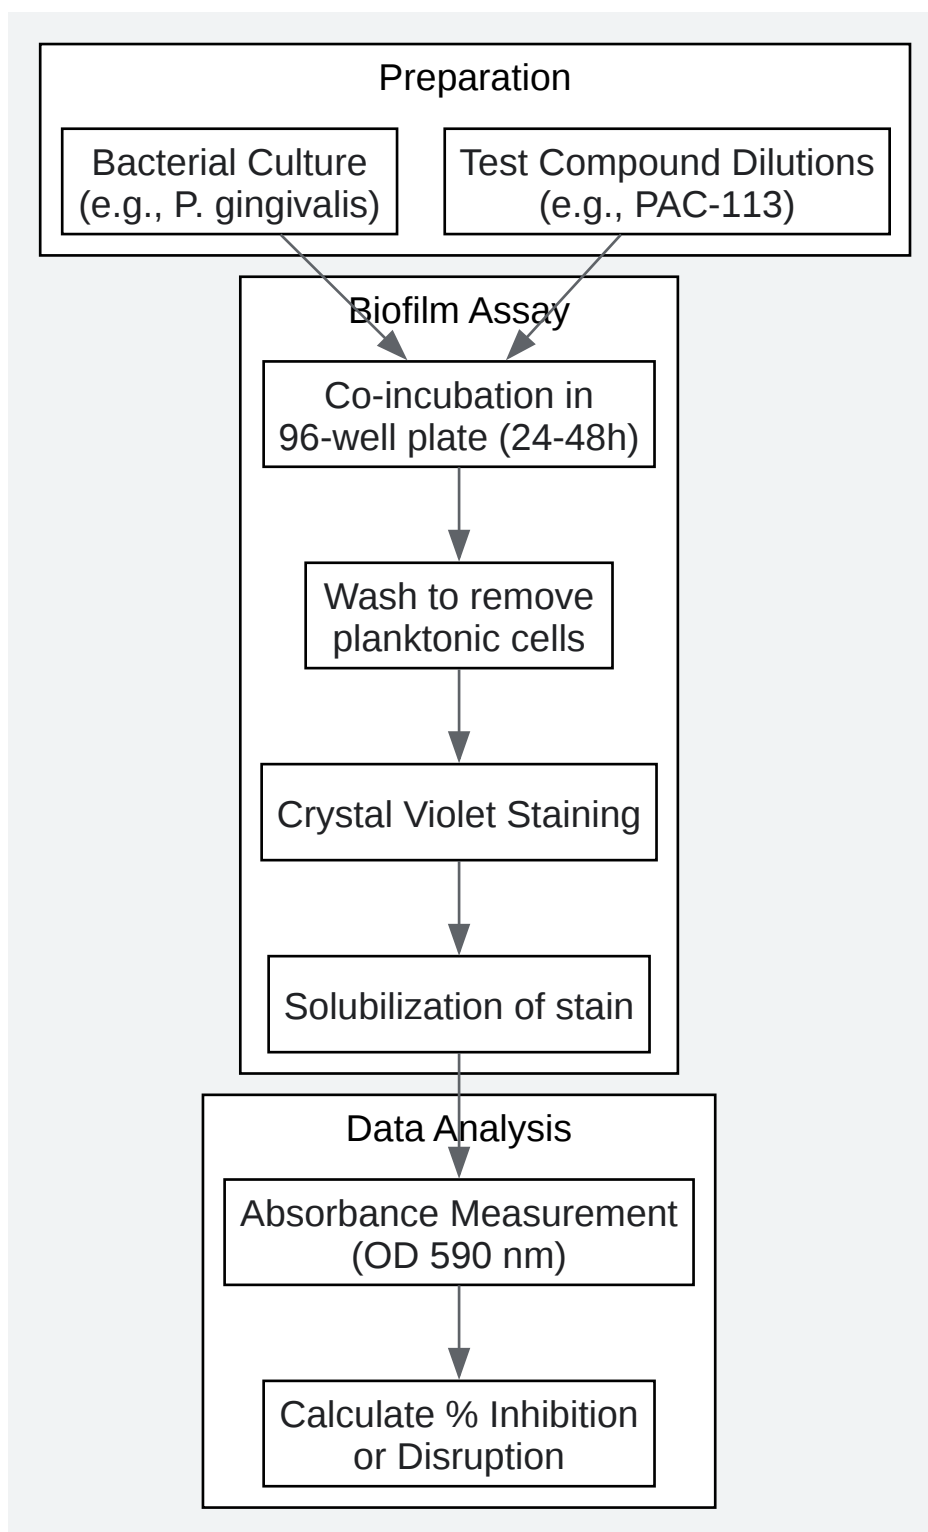 Preparation
Bacterial Culture
(e.g., P. gingivalis)
Test Compound Dilutions
(e.g., PAC-113)
Biofilm Assay
Co-incubation in
96-well plate (24-48h)
Wash to remove
planktonic cells
Crystal Violet Staining
Solubilization of stain
Data Analysis
Absorbance Measurement
(OD 590 nm)
Calculate % Inhibition
or Disruption